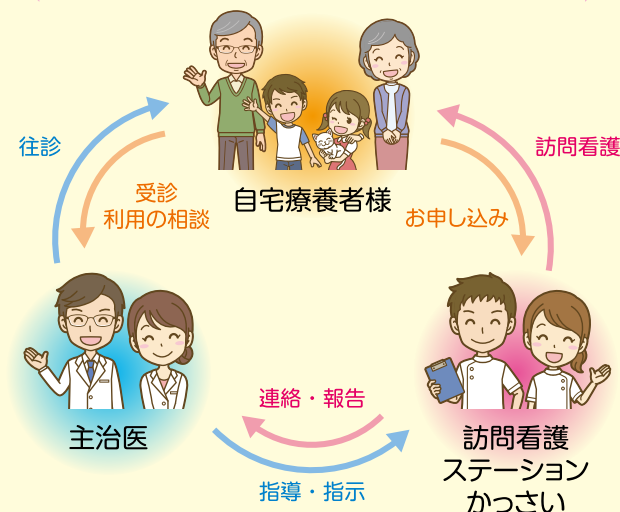 往診
訪問看護
受診
利用の相談
自宅療養者様
お申し込み
連絡・報告
主治医
訪問看護
ステーション
かっさい
指導・指示